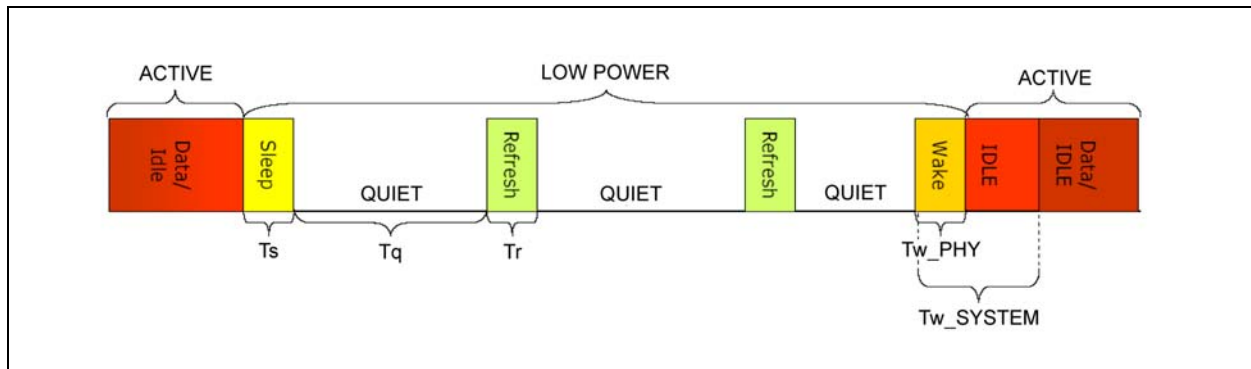 ACTIVE
LOW POWER
ACTIVE
Data/
Idle
Sleep
QUIET
Refresh
QUIET
Refresh
QUIET
Wake
IDLE
Data/
IDLE
Ts
Tq
Tr
Tw_PHY
Tw_SYSTEM